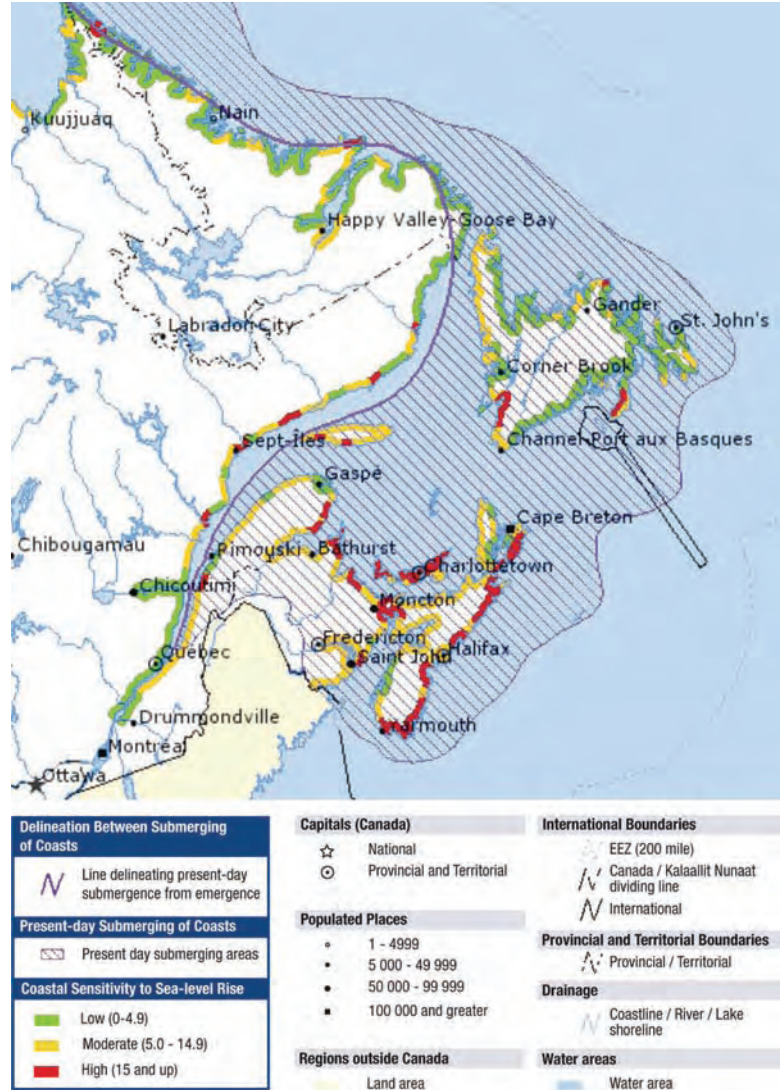 Nain
Kuujjuaq
Happy Valley-Goose Bay
Labrador City
Gander
St. John's
Corner Brook
Sept-Îles
Channel-Port aux Basques
Gaspé
Cape Breton
Chibougamau
Rimouski
Bathurst
Charlottetown
Chicoutimi
Moncton
Fredericton
Québec
Saint John
Halifax
Drummondville
Yarmouth
Montréal
Ottawa
Delineation Between Submerging
of Coasts
Line delineating present-day
submergence from emergence
Present-day Submerging of Coasts
Present day submerging areas
Coastal Sensitivity to Sea-level Rise
Low (0-4.9)
Moderate (5.0 - 14.9)
High (15 and up)
Capitals (Canada)
National
Provincial and Territorial
Populated Places
1 - 4999
5 000 - 49 999
50 000 - 99 999
100 000 and greater
Regions outside Canada
Land area
International Boundaries
EEZ (200 mile)
Canada / Kalaallit Nunaat
dividing line
International
Provincial and Territorial Boundaries
Provincial / Territorial
Drainage
Coastline / River / Lake
shoreline
Water areas
Water area